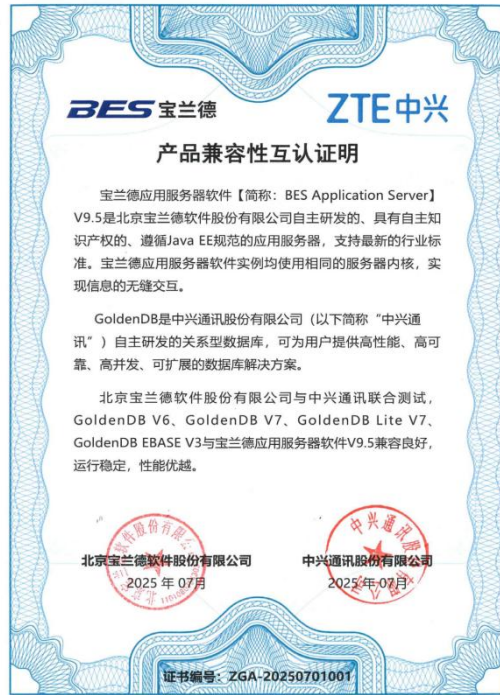 BES 宝兰德
ZTE中兴
产品兼容性互认证明
宝兰德应用服务器软件【简称：BES Application Server】
V9.5是北京宝兰德软件股份有限公司自主研发的、具有自主知
识产权的、遵循Java EE规范的应用服务器，支持最新的行业标
准。宝兰德应用服务器软件实例均使用相同的服务器内核，实
现信息的无缝交互。
GoldenDB是中兴通讯股份有限公司（以下简称“中兴通
讯”）自主研发的关系型数据库，可为用户提供高性能、高可
靠、高并发、可扩展的数据库解决方案。
北京宝兰德软件股份有限公司与中兴通讯联合测试，
GoldenDB V6、GoldenDB V7、GoldenDB Lite V7、
GoldenDB EBASE V3与宝兰德应用服务器软件V9.5兼容良好，
运行稳定，性能优越。
北京宝兰德软件股份有限公司
2025 年 07月
中兴通讯股份有限公司
2025 年 07月
证书编号：ZGA-20250701001